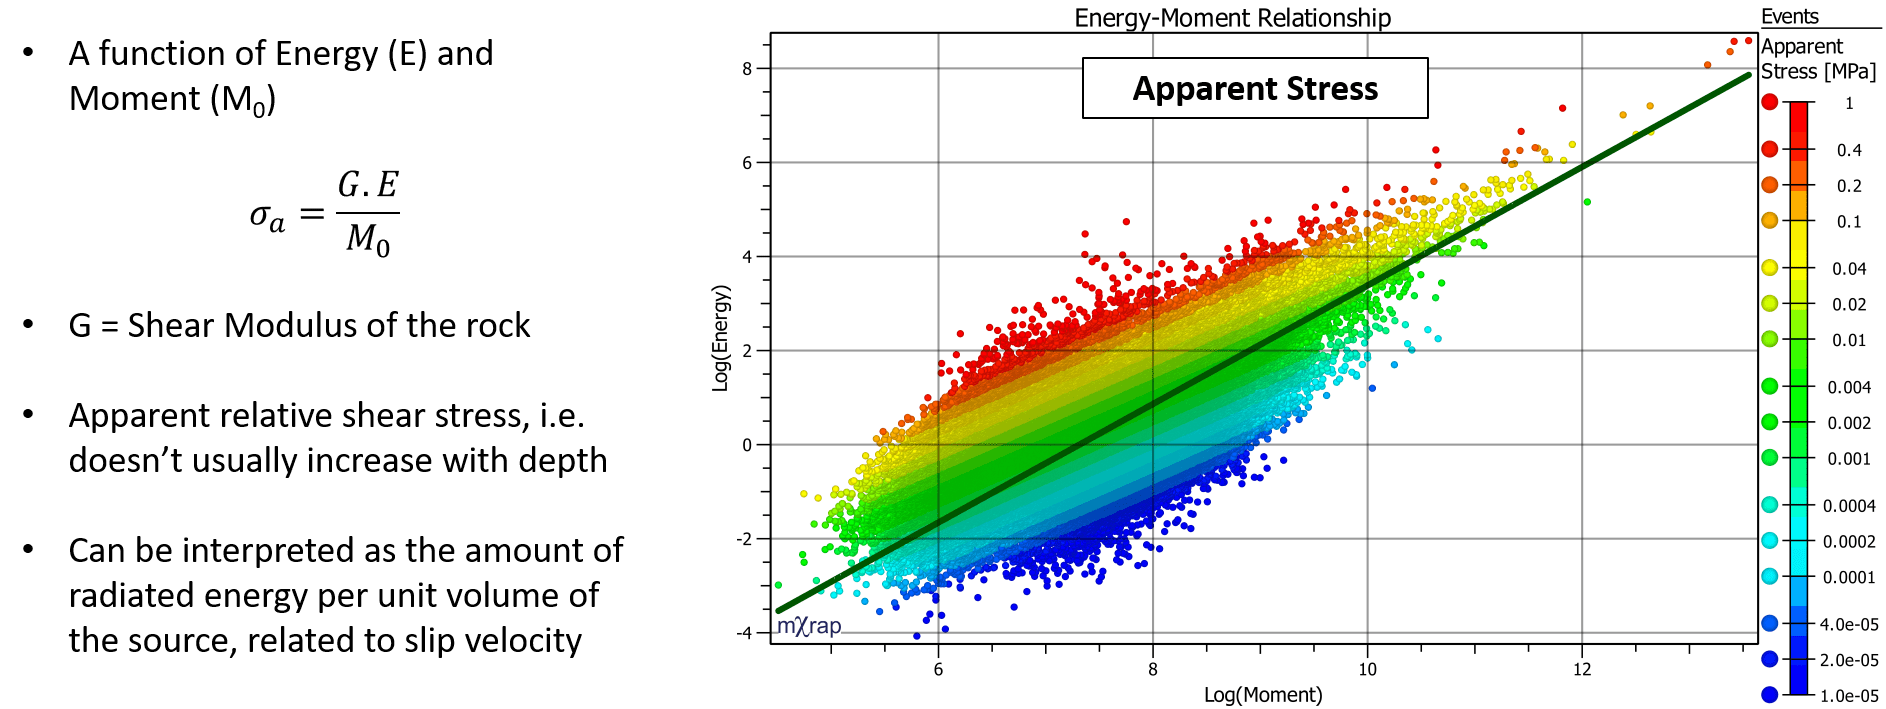 • A function of Energy (E) and
Moment (M₀)
σₐ = G.E / M₀
• G = Shear Modulus of the rock
• Apparent relative shear stress, i.e.
doesn’t usually increase with depth
• Can be interpreted as the amount of
radiated energy per unit volume of
the source, related to slip velocity
Energy-Moment Relationship
Apparent Stress
Log(Energy)
8
6
4
2
0
-2
-4
mXrap
6
8
10
12
Log(Moment)
Events
Apparent
Stress [MPa]
1
0.4
0.2
0.1
0.04
0.02
0.01
0.004
0.002
0.001
0.0004
0.0002
0.0001
4.0e-05
2.0e-05
1.0e-05